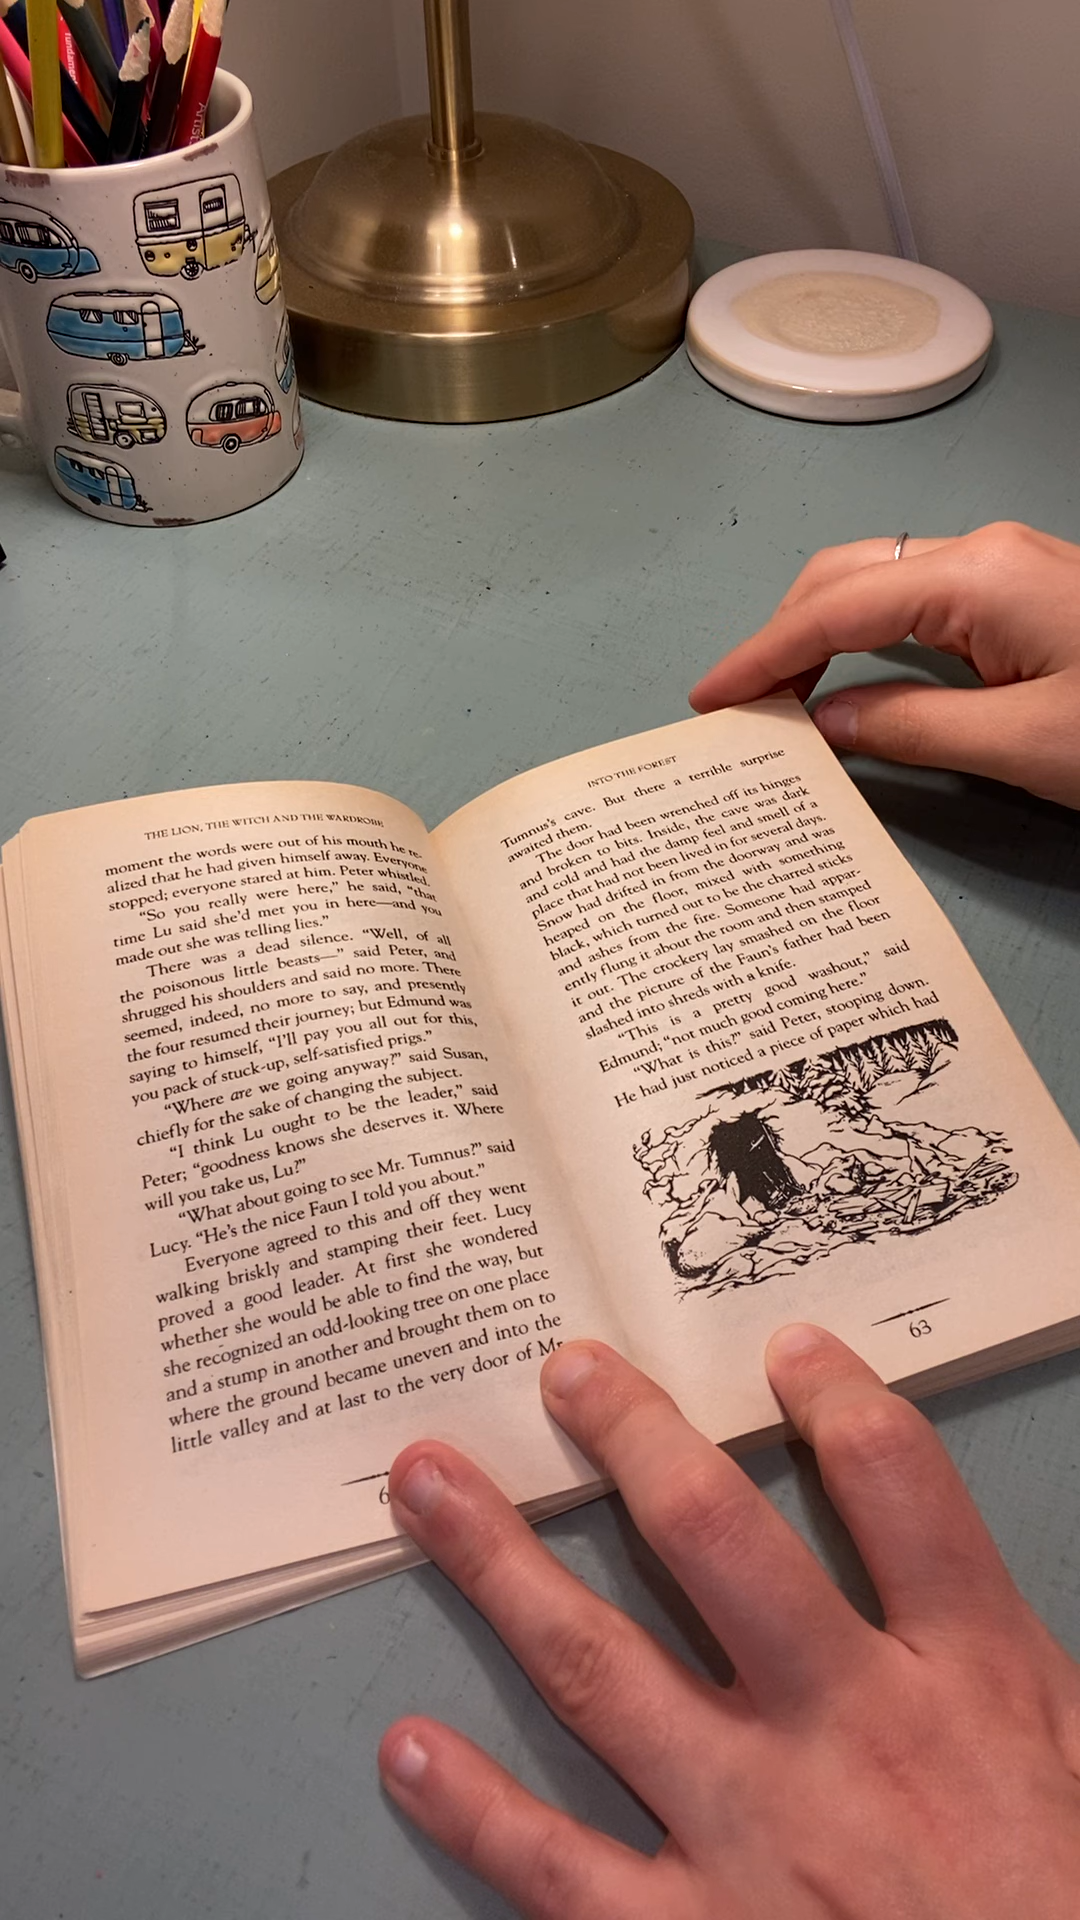 fundamen
Artist
THE LION, THE WITCH AND THE WARDROBE
moment the words were out of his mouth he re-
alized that he had given himself away. Everyone
stopped; everyone stared at him. Peter whistled.
“So you really were here,” he said, “that
time Lu said she’d met you in here—and you
made out she was telling lies.”
There was a dead silence. “Well, of all
the poisonous little beasts—” said Peter, and
shrugged his shoulders and said no more. There
seemed, indeed, no more to say, and presently
the four resumed their journey; but Edmund was
saying to himself, “I’ll pay you all out for this,
you pack of stuck-up, self-satisfied prigs.”
“Where are we going anyway?” said Susan,
chiefly for the sake of changing the subject.
“I think Lu ought to be the leader,” said
Peter; “goodness knows she deserves it. Where
will you take us, Lu?”
“What about going to see Mr. Tumnus?” said
Lucy. “He’s the nice Faun I told you about.”
Everyone agreed to this and off they went
walking briskly and stamping their feet. Lucy
proved a good leader. At first she wondered
whether she would be able to find the way, but
she recognized an odd-looking tree on one place
and a stump in another and brought them on to
where the ground became uneven and into the
little valley and at last to the very door of Mr.
6
INTO THE FOREST
Tumnus’s cave. But there a terrible surprise
awaited them.
The door had been wrenched off its hinges
and broken to bits. Inside, the cave was dark
and cold and had the damp feel and smell of a
place that had not been lived in for several days.
Snow had drifted in from the doorway and was
heaped on the floor, mixed with something
black, which turned out to be the charred sticks
and ashes from the fire. Someone had appar-
ently flung it about the room and then stamped
it out. The crockery lay smashed on the floor
and the picture of the Faun’s father had been
slashed into shreds with a knife.
“This is a pretty good washout,” said
Edmund; “not much good coming here.”
“What is this?” said Peter, stooping down.
He had just noticed a piece of paper which had
63